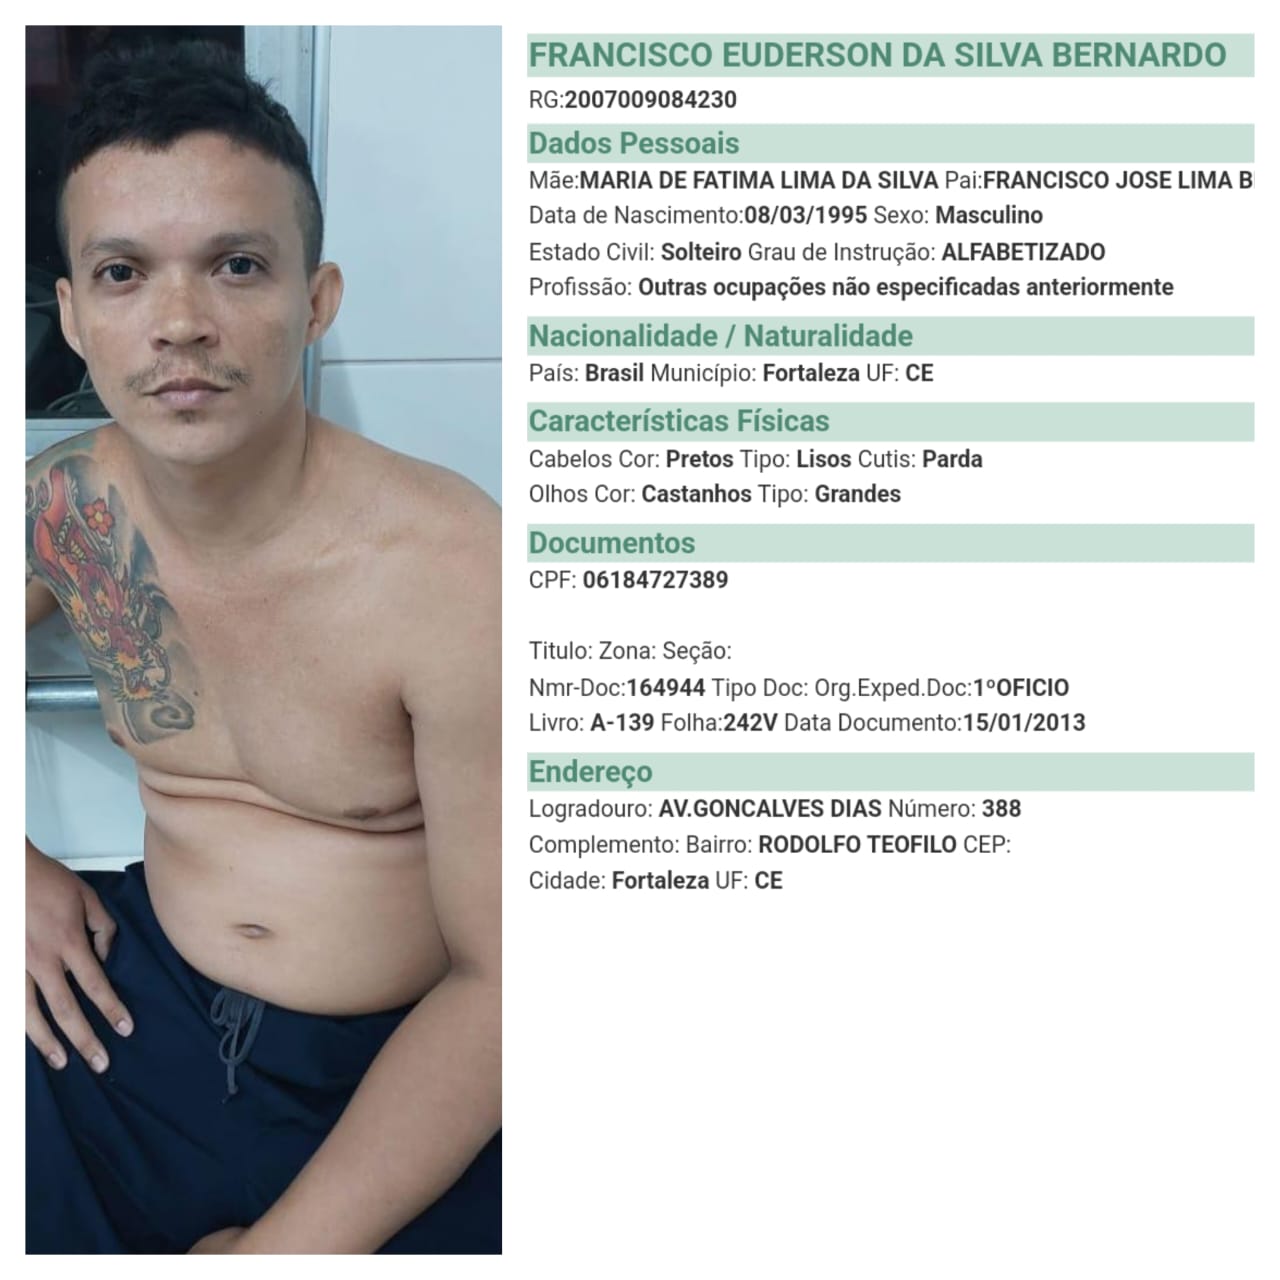 FRANCISCO EUDERSON DA SILVA BERNARDO
RG:2007009084230
Dados Pessoais
Mãe:MARIA DE FATIMA LIMA DA SILVA Pai:FRANCISCO JOSE LIMA
Data de Nascimento:08/03/1995 Sexo: Masculino
Estado Civil: Solteiro Grau de Instrução: ALFABETIZADO
Profissão: Outras ocupações não especificadas anteriormente
Nacionalidade / Naturalidade
País: Brasil Município: Fortaleza UF: CE
Características Físicas
Cabelos Cor: Pretos Tipo: Lisos Cutis: Parda
Olhos Cor: Castanhos Tipo: Grandes
Documentos
CPF: 06184727389
Titulo: Zona: Seção:
Nmr-Doc:164944 Tipo Doc: Org.Exped.Doc:1ºOFICIO
Livro: A-139 Folha:242V Data Documento:15/01/2013
Endereço
Logradouro: AV.GONCALVES DIAS Número: 388
Complemento: Bairro: RODOLFO TEOFILO CEP:
Cidade: Fortaleza UF: CE